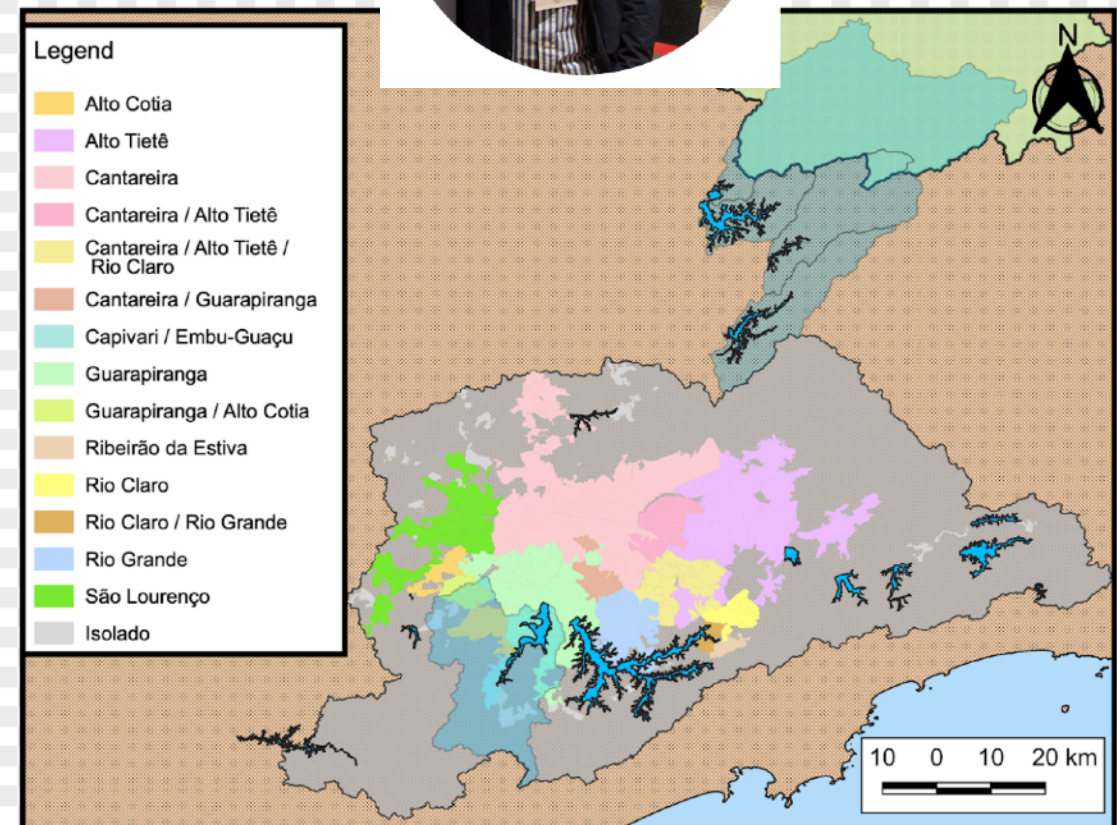 Legend
Alto Cotia
Alto Tietê
Cantareira
Cantareira / Alto Tietê
Cantareira / Alto Tietê /
Rio Claro
Cantareira / Guarapiranga
Capivari / Embu-Guaçu
Guarapiranga
Guarapiranga / Alto Cotia
Ribeirão da Estiva
Rio Claro
Rio Claro / Rio Grande
Rio Grande
São Lourenço
Isolado
N
10 0 10 20 km